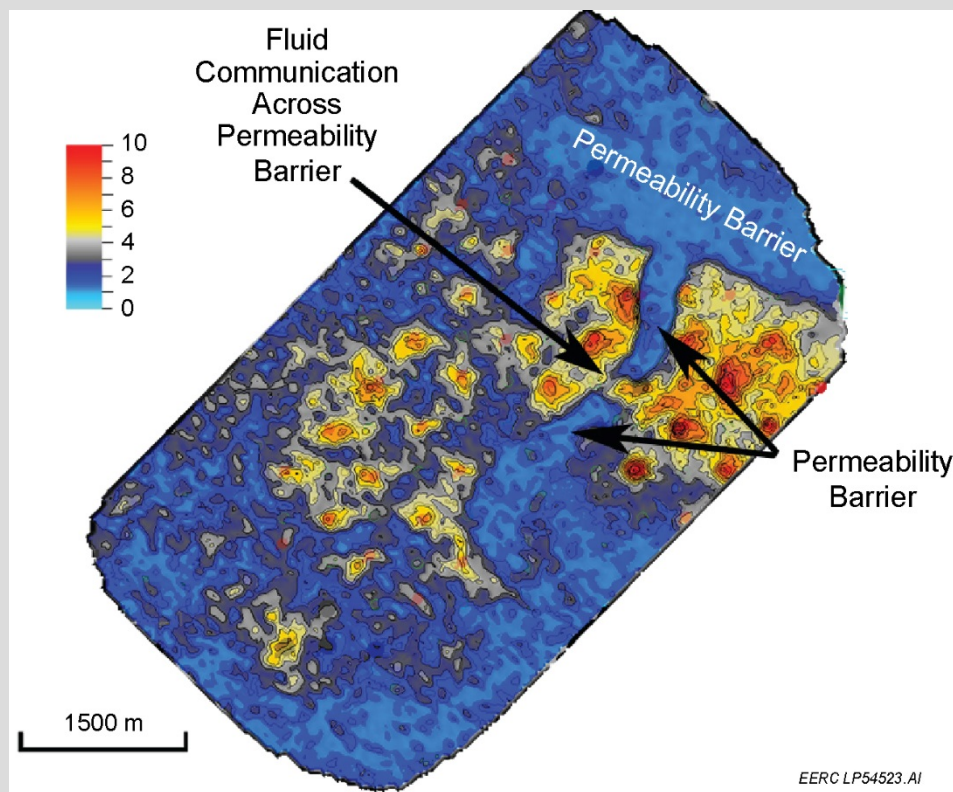 Fluid
Communication
Across
Permeability
Barrier
Permeability Barrier
10
8
6
4
2
0
Permeability
Barrier
1500 m
EERC LP54523.AI